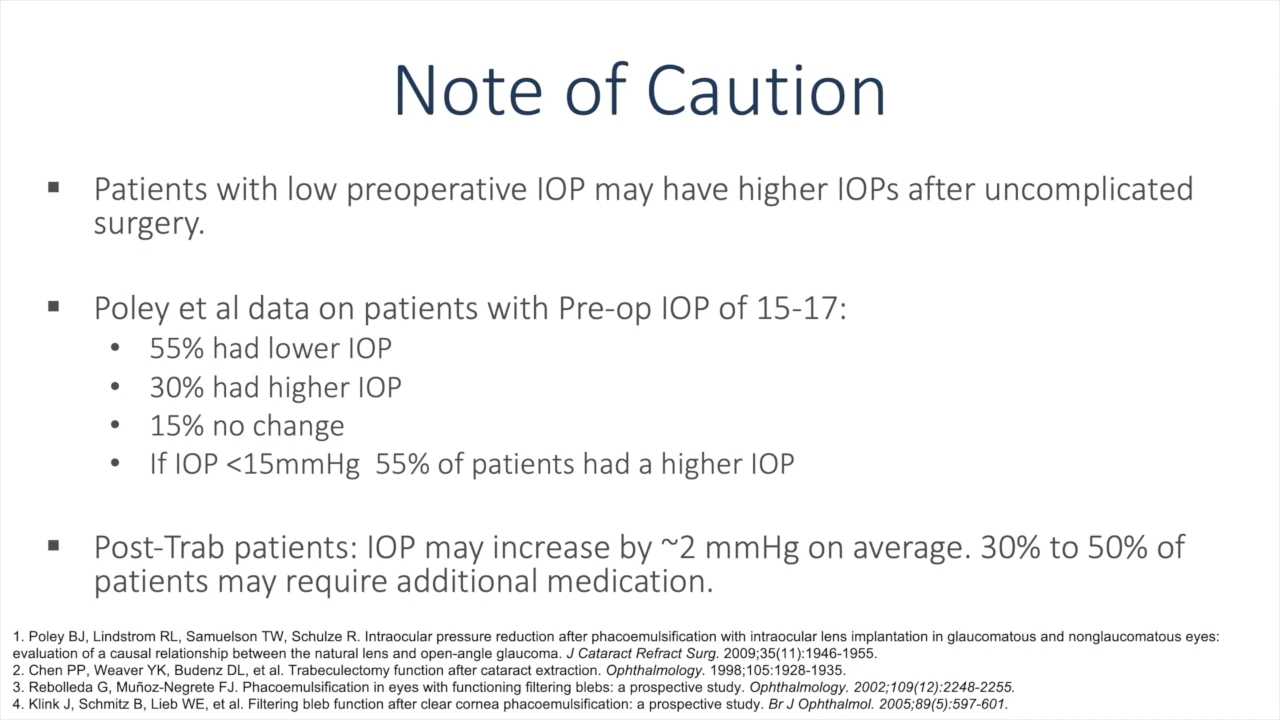 Note of Caution
▪ Patients with low preoperative IOP may have higher IOPs after uncomplicated
surgery.
▪ Poley et al data on patients with Pre-op IOP of 15-17:
• 55% had lower IOP
• 30% had higher IOP
• 15% no change
• If IOP <15mmHg  55% of patients had a higher IOP
▪ Post-Trab patients: IOP may increase by ~2 mmHg on average. 30% to 50% of
patients may require additional medication.
1. Poley BJ, Lindstrom RL, Samuelson TW, Schulze R. Intraocular pressure reduction after phacoemulsification with intraocular lens implantation in glaucomatous and nonglaucomatous eyes:
evaluation of a causal relationship between the natural lens and open-angle glaucoma. J Cataract Refract Surg. 2009;35(11):1946-1955.
2. Chen PP, Weaver YK, Budenz DL, et al. Trabeculectomy function after cataract extraction. Ophthalmology. 1998;105:1928-1935.
3. Rebolleda G, Muñoz-Negrete FJ. Phacoemulsification in eyes with functioning filtering blebs: a prospective study. Ophthalmology. 2002;109(12):2248-2255.
4. Klink J, Schmitz B, Lieb WE, et al. Filtering bleb function after clear cornea phacoemulsification: a prospective study. Br J Ophthalmol. 2005;89(5):597-601.